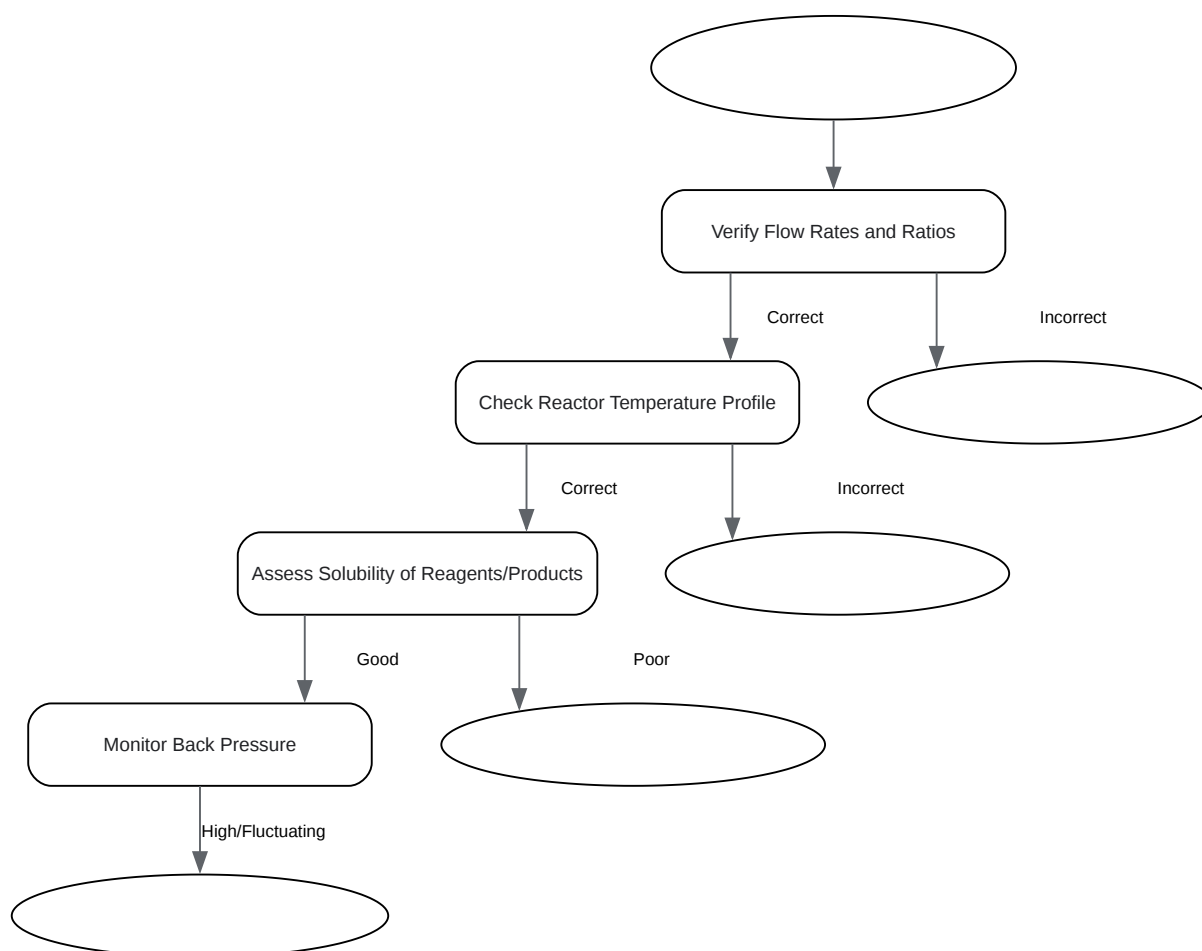 Verify Flow Rates and Ratios
Correct
Incorrect
Check Reactor Temperature Profile
Correct
Incorrect
Assess Solubility of Reagents/Products
Good
Poor
Monitor Back Pressure
High/Fluctuating